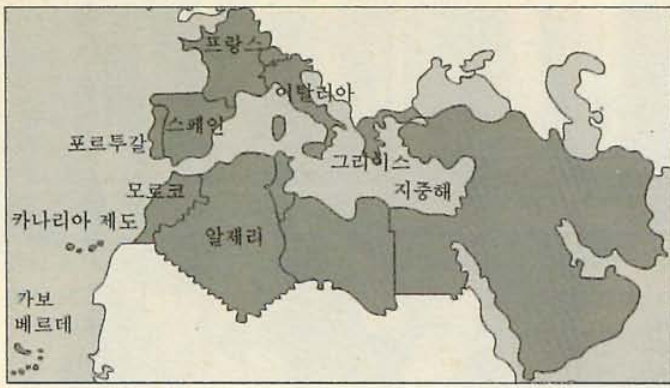 프랑스
이탈리아
스페인
포르투갈
그리이스
모로코
지중해
카나리아 제도
알제리
가보
베르데